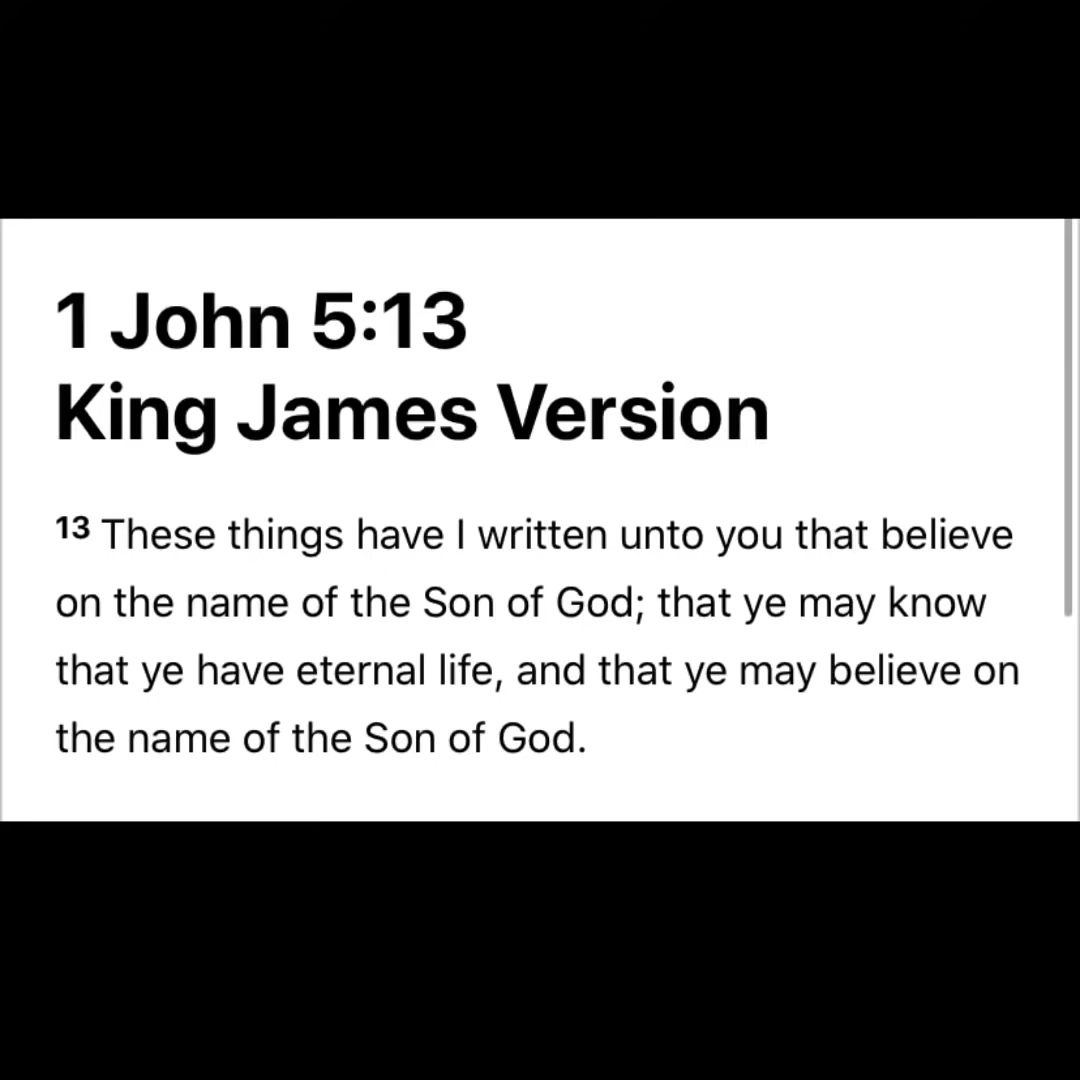 1 John 5:13
King James Version
13 These things have I written unto you that believe
on the name of the Son of God; that ye may know
that ye have eternal life, and that ye may believe on
the name of the Son of God.